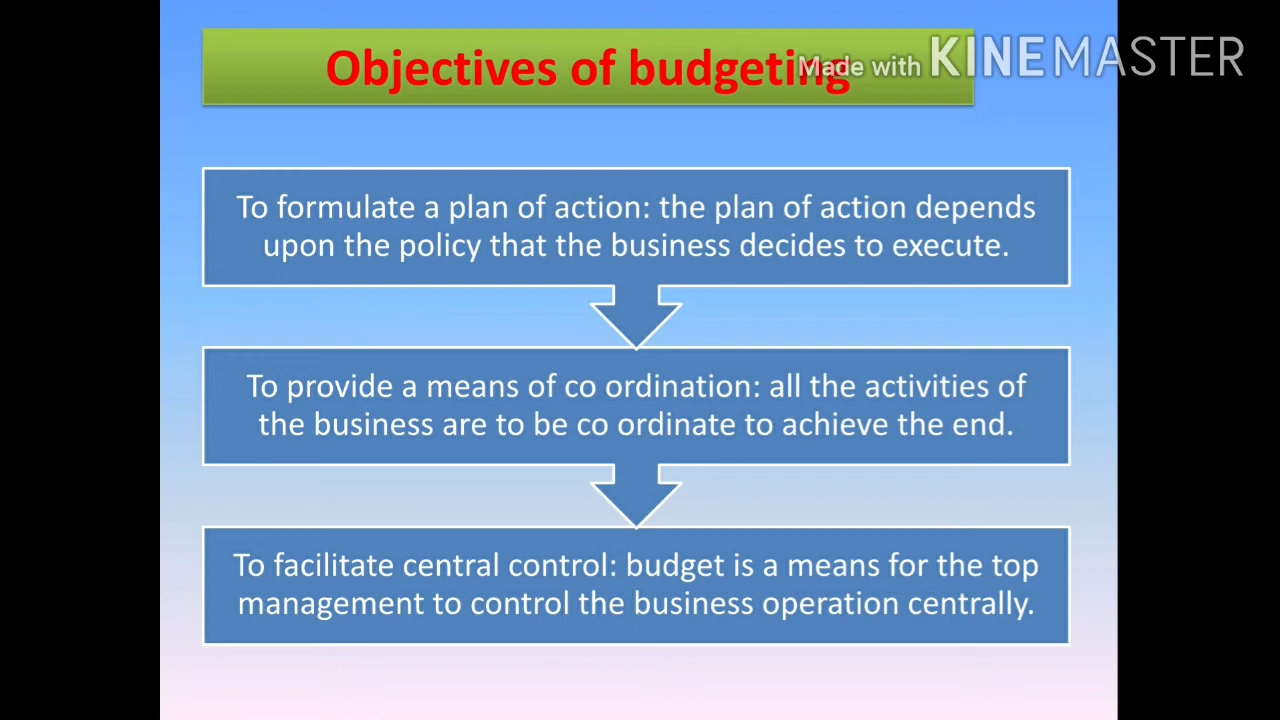 Objectives of budgeting
Made with KINEMASTER
To formulate a plan of action: the plan of action depends
upon the policy that the business decides to execute.
To provide a means of co ordination: all the activities of
the business are to be co ordinate to achieve the end.
To facilitate central control: budget is a means for the top
management to control the business operation centrally.